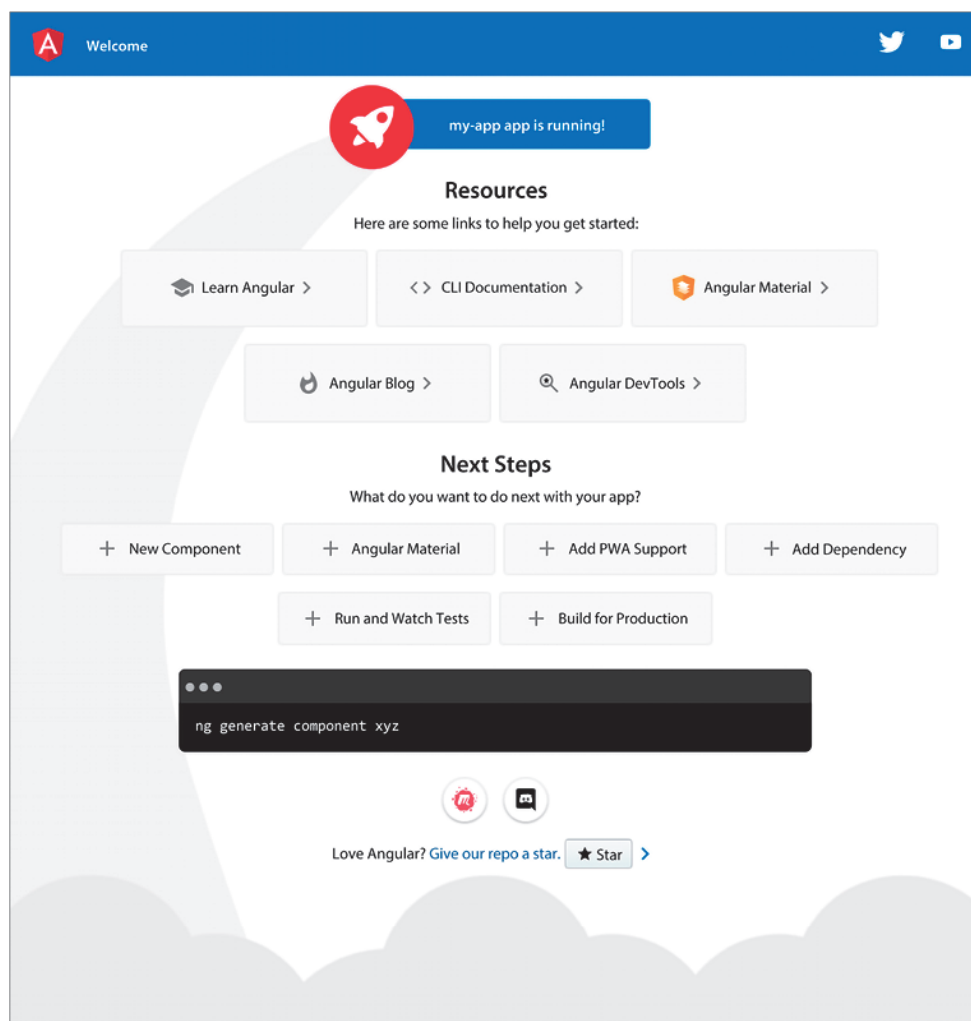 Welcome
my-app app is running!
Resources
Here are some links to help you get started:
Learn Angular
CLI Documentation
Angular Material
Angular Blog
Angular DevTools
Next Steps
What do you want to do next with your app?
New Component
Angular Material
Add PWA Support
Add Dependency
Run and Watch Tests
Build for Production
ng generate component xyz
Love Angular? Give our repo a star. Star